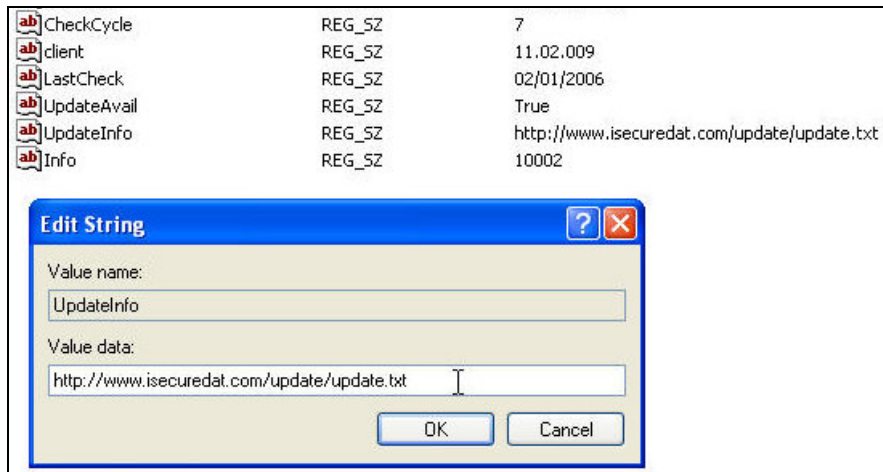 CheckCycle REG_SZ 7
client REG_SZ 11.02.009
LastCheck REG_SZ 02/01/2006
UpdateAvail REG_SZ True
UpdateInfo REG_SZ http://www.isecuredat.com/update/update.txt
Info REG_SZ 10002
Edit String
Value name:
UpdateInfo
Value data:
http://www.isecuredat.com/update/update.txt
OK Cancel